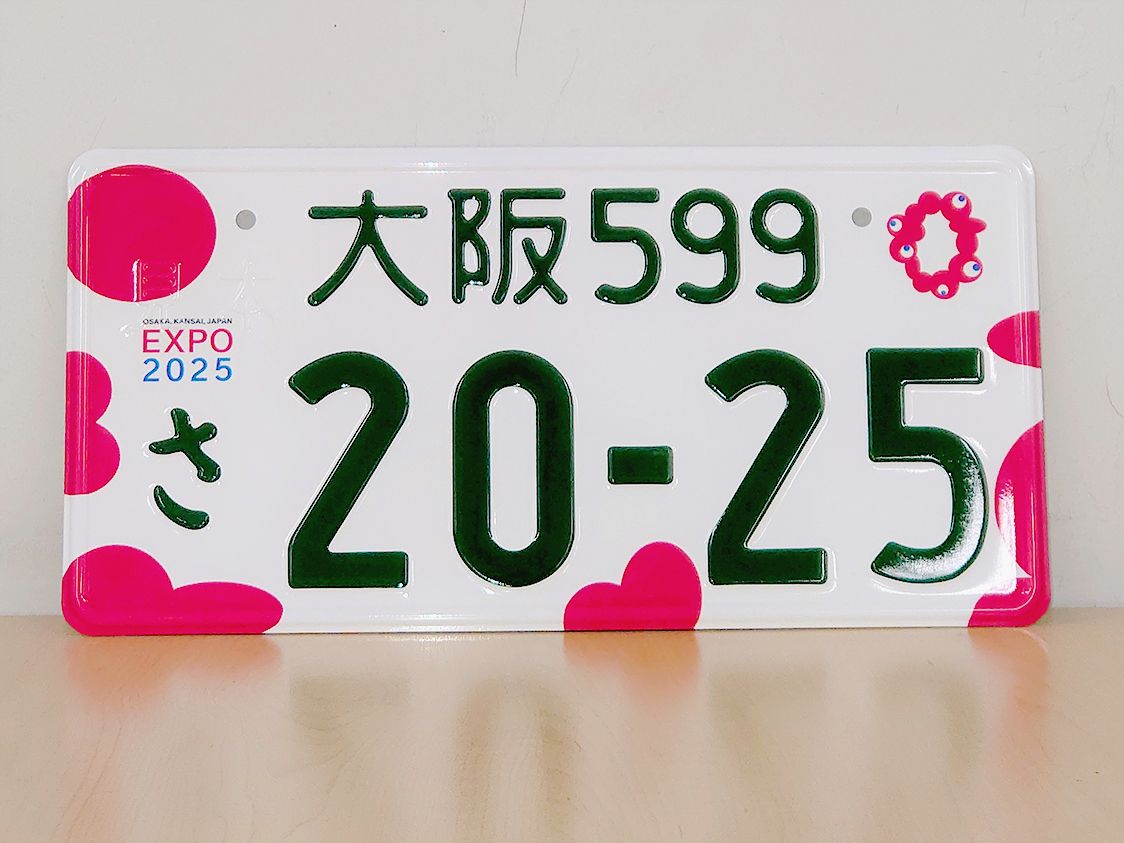 大阪599
OSAKA, KANSAI, JAPAN
EXPO
2025
さ 20-25